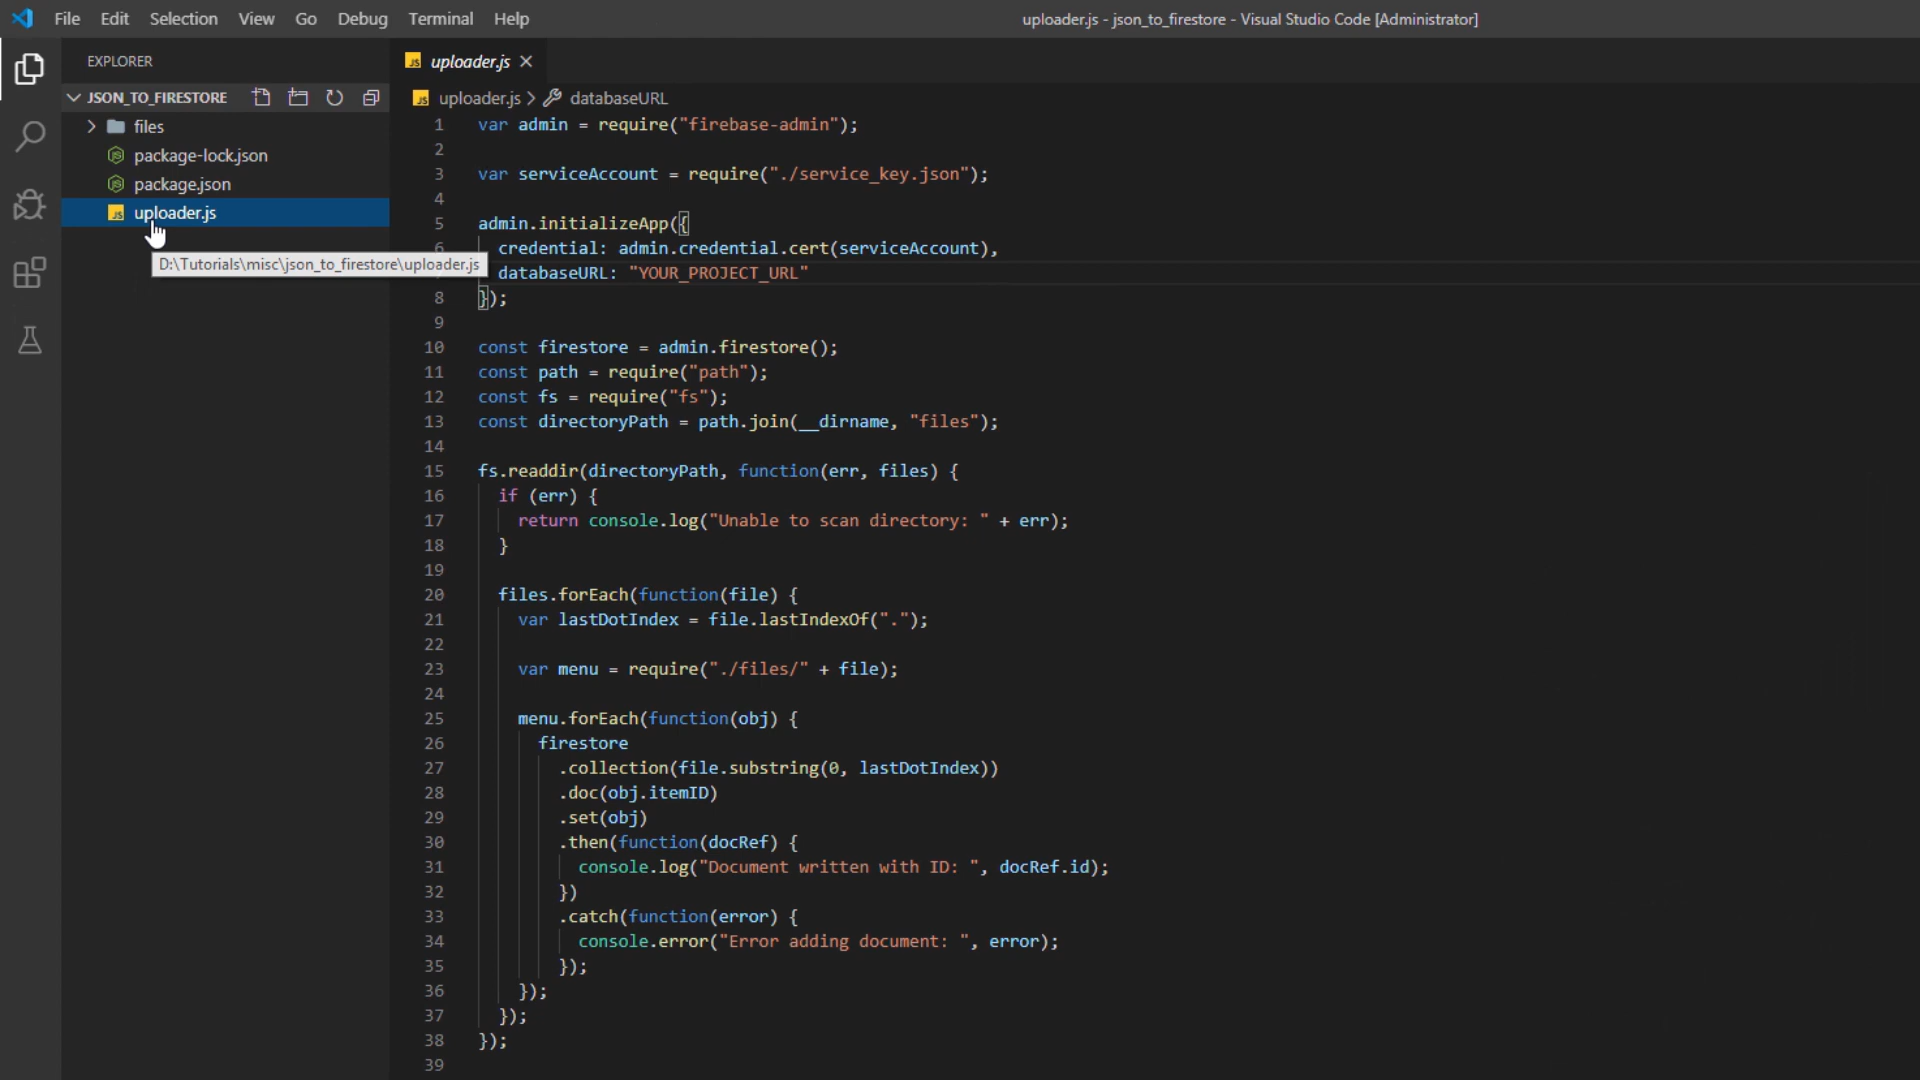 File Edit Selection View Go Debug Terminal Help
uploader.js - json_to_firestore - Visual Studio Code [Administrator]
EXPLORER
JSON_TO_FIRESTORE
files
package-lock.json
package.json
JS uploader.js
D:\Tutorials\misc\json_to_firestore\uploader.js
JS uploader.js
JS uploader.js > databaseURL
1 var admin = require("firebase-admin");
2
3 var serviceAccount = require("./service_key.json");
4
5 admin.initializeApp({
6 credential: admin.credential.cert(serviceAccount),
databaseURL: "YOUR_PROJECT_URL"
8 });
9
10 const firestore = admin.firestore();
11 const path = require("path");
12 const fs = require("fs");
13 const directoryPath = path.join(__dirname, "files");
14
15 fs.readdir(directoryPath, function(err, files) {
16 if (err) {
17 return console.log("Unable to scan directory: " + err);
18 }
19
20 files.forEach(function(file) {
21 var lastDotIndex = file.lastIndexOf(".");
22
23 var menu = require("./files/" + file);
24
25 menu.forEach(function(obj) {
26 firestore
27 .collection(file.substring(0, lastDotIndex))
28 .doc(obj.itemID)
29 .set(obj)
30 .then(function(docRef) {
31 console.log("Document written with ID: ", docRef.id);
32 })
33 .catch(function(error) {
34 console.error("Error adding document: ", error);
35 });
36 });
37 });
38 });
39